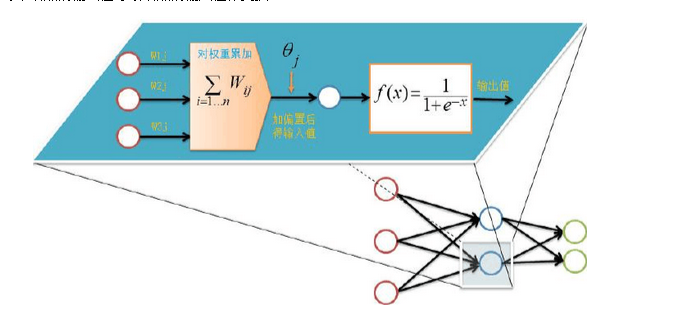 W1j
W2j
W3j
对权重累加
∑ Wij
i=1...n
θj
加偏置后
得输入值
f(x)=1/(1+e^-x)
输出值